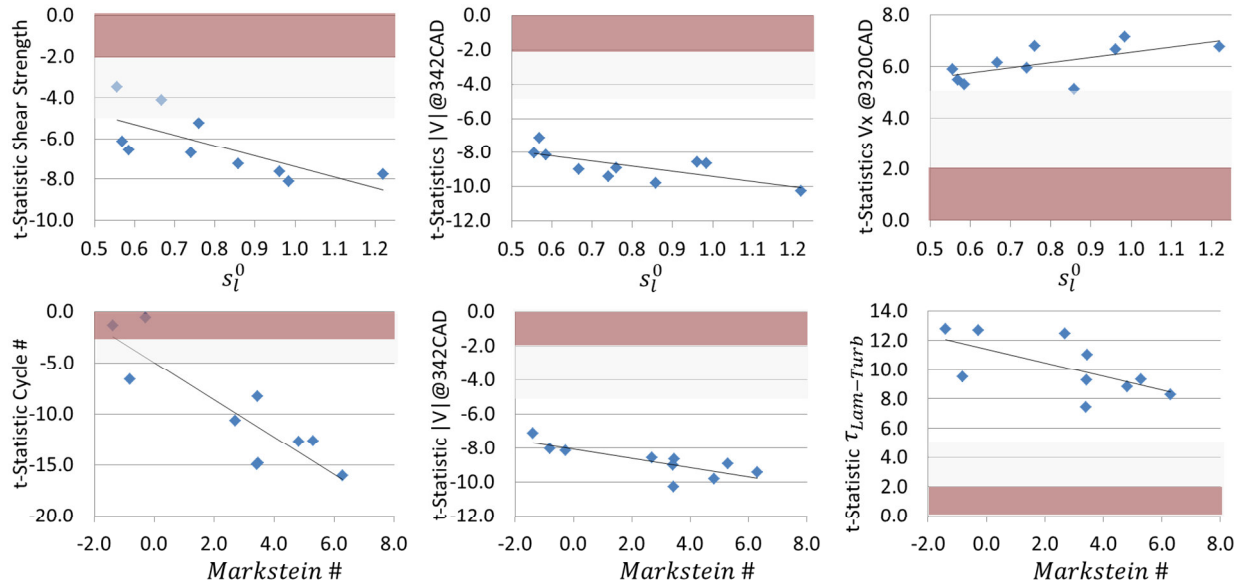 t-Statistic Shear Strength
0.0
-2.0
-4.0
-6.0
-8.0
-10.0
0.5 0.6 0.7 0.8 0.9 1.0 1.1 1.2
s_l^0
t-Statistics |V|@342CAD
0.0
-2.0
-4.0
-6.0
-8.0
-10.0
-12.0
0.5 0.6 0.7 0.8 0.9 1.0 1.1 1.2
s_l^0
t-Statistics Vx @320CAD
8.0
6.0
4.0
2.0
0.0
0.5 0.6 0.7 0.8 0.9 1.0 1.1 1.2
s_l^0
t-Statistic Cycle #
0.0
-5.0
-10.0
-15.0
-20.0
-2.0 0.0 2.0 4.0 6.0 8.0
Markstein #
t-Statistic |V|@342CAD
0.0
-2.0
-4.0
-6.0
-8.0
-10.0
-12.0
-2.0 0.0 2.0 4.0 6.0 8.0
Markstein #
t-Statistic τ_Lam−Turb
14.0
12.0
10.0
8.0
6.0
4.0
2.0
0.0
-2.0 0.0 2.0 4.0 6.0 8.0
Markstein #